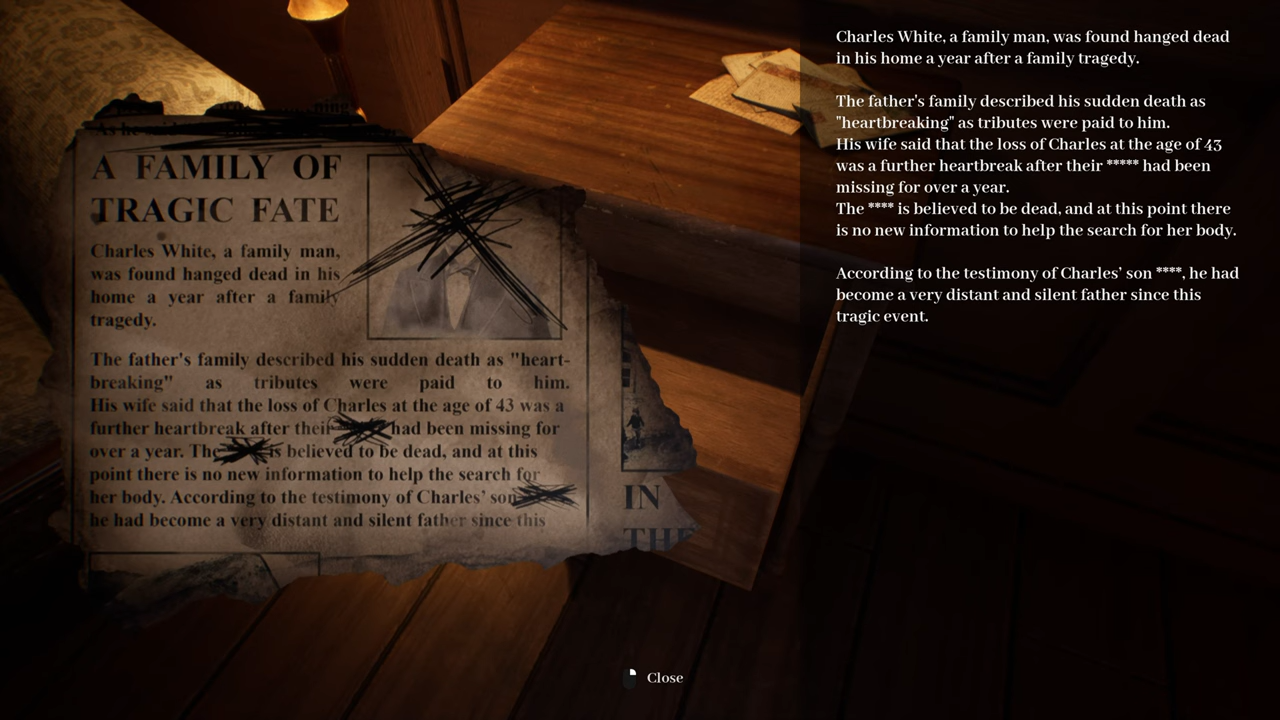 ning)
As he
A FAMILY OF
TRAGIC FATE
Charles White, a family man,
was found hanged dead in his
home a year after a family
tragedy.
The father's family described his sudden death as "heart-
breaking" as tributes were paid to him.
His wife said that the loss of Charles at the age of 43 was a
further heartbreak after their had been missing for
over a year. The is believed to be dead, and at this
point there is no new information to help the search for
her body. According to the testimony of Charles' son
he had become a very distant and silent father since this
IN
THE
Charles White, a family man, was found hanged dead
in his home a year after a family tragedy.
The father's family described his sudden death as
"heartbreaking" as tributes were paid to him.
His wife said that the loss of Charles at the age of 43
was a further heartbreak after their ***** had been
missing for over a year.
The **** is believed to be dead, and at this point there
is no new information to help the search for her body.
According to the testimony of Charles’ son ****, he had
become a very distant and silent father since this
tragic event.
Close